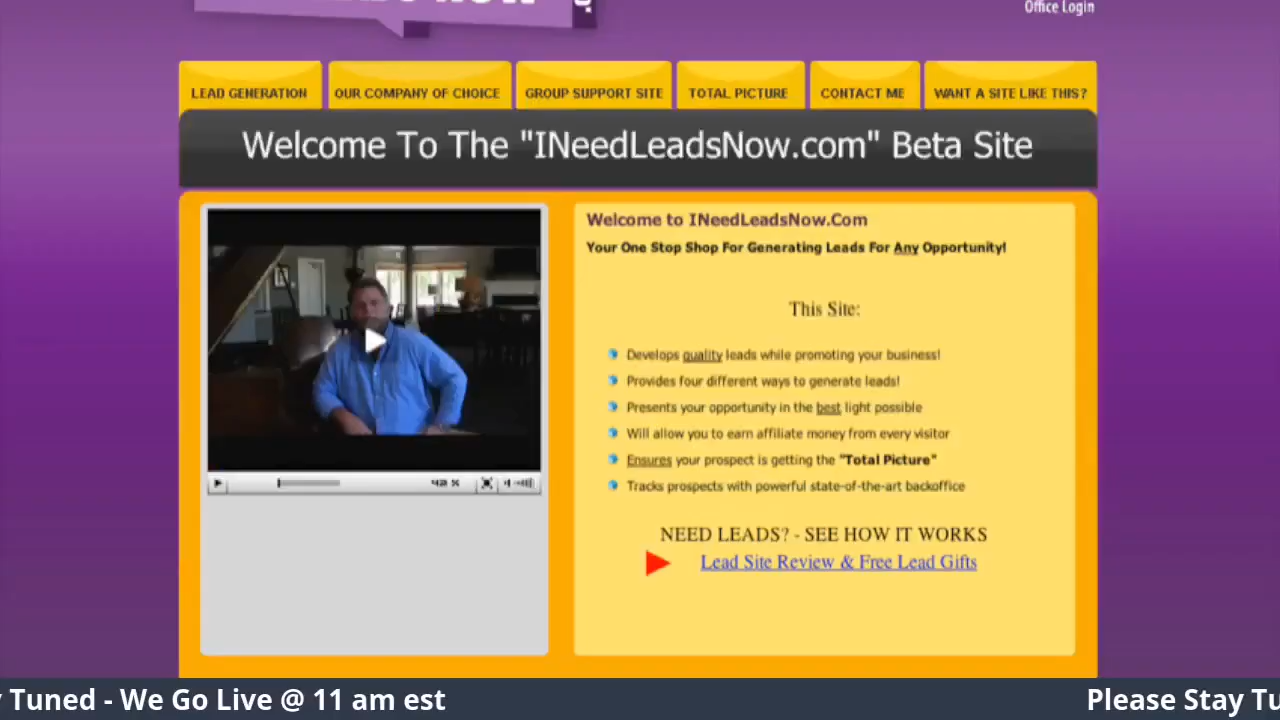 Office Login
LEAD GENERATION
OUR COMPANY OF CHOICE
GROUP SUPPORT SITE
TOTAL PICTURE
CONTACT ME
WANT A SITE LIKE THIS?
Welcome To The "INeedLeadsNow.com" Beta Site
Welcome to INeedLeadsNow.Com
Your One Stop Shop For Generating Leads For Any Opportunity!
This Site:
Develops quality leads while promoting your business!
Provides four different ways to generate leads!
Presents your opportunity in the best light possible
Will allow you to earn affiliate money from every visitor
Ensures your prospect is getting the "Total Picture"
Tracks prospects with powerful state-of-the-art backoffice
NEED LEADS? - SEE HOW IT WORKS
Lead Site Review & Free Lead Gifts
y Tuned - We Go Live @ 11 am est
Please Stay Tu